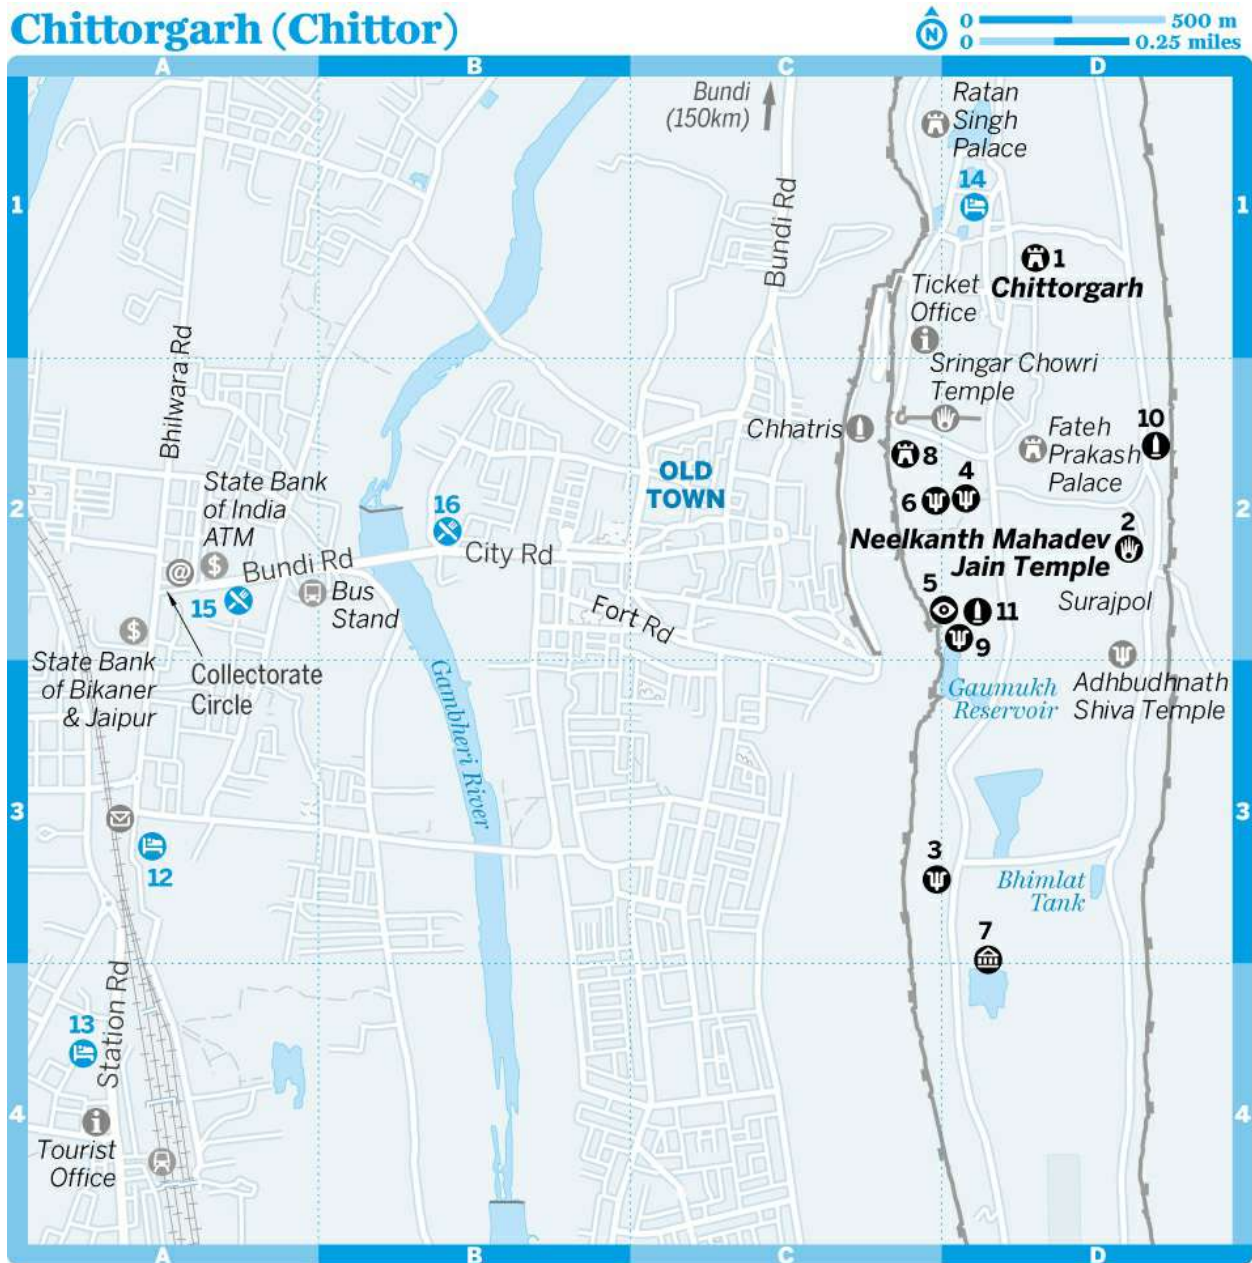 Chittorgarh (Chittor)
N
0 500 m
0 0.25 miles
A
B
C
D
Bundi
(150km)
Ratan
Singh
Palace
14
1
1
Bundi Rd
1
Ticket
Office
Chittorgarh
Bhilwara Rd
Sringar Chowri
Temple
Chhatris
Fateh
Prakash
Palace
10
8
OLD
TOWN
State Bank
of India
ATM
@
$
16
4
6
2
2
Neelkanth Mahadev
Jain Temple
2
Bundi Rd
City Rd
15
Bus
Stand
Fort Rd
5
11
9
Surajpol
$
State Bank
of Bikaner
& Jaipur
Collectorate
Circle
Gambheri River
Gaumukh
Reservoir
Adhbudhnath
Shiva Temple
3
3
12
3
Bhimlat
Tank
7
Station Rd
13
4
4
Tourist
Office
A
B
C
D